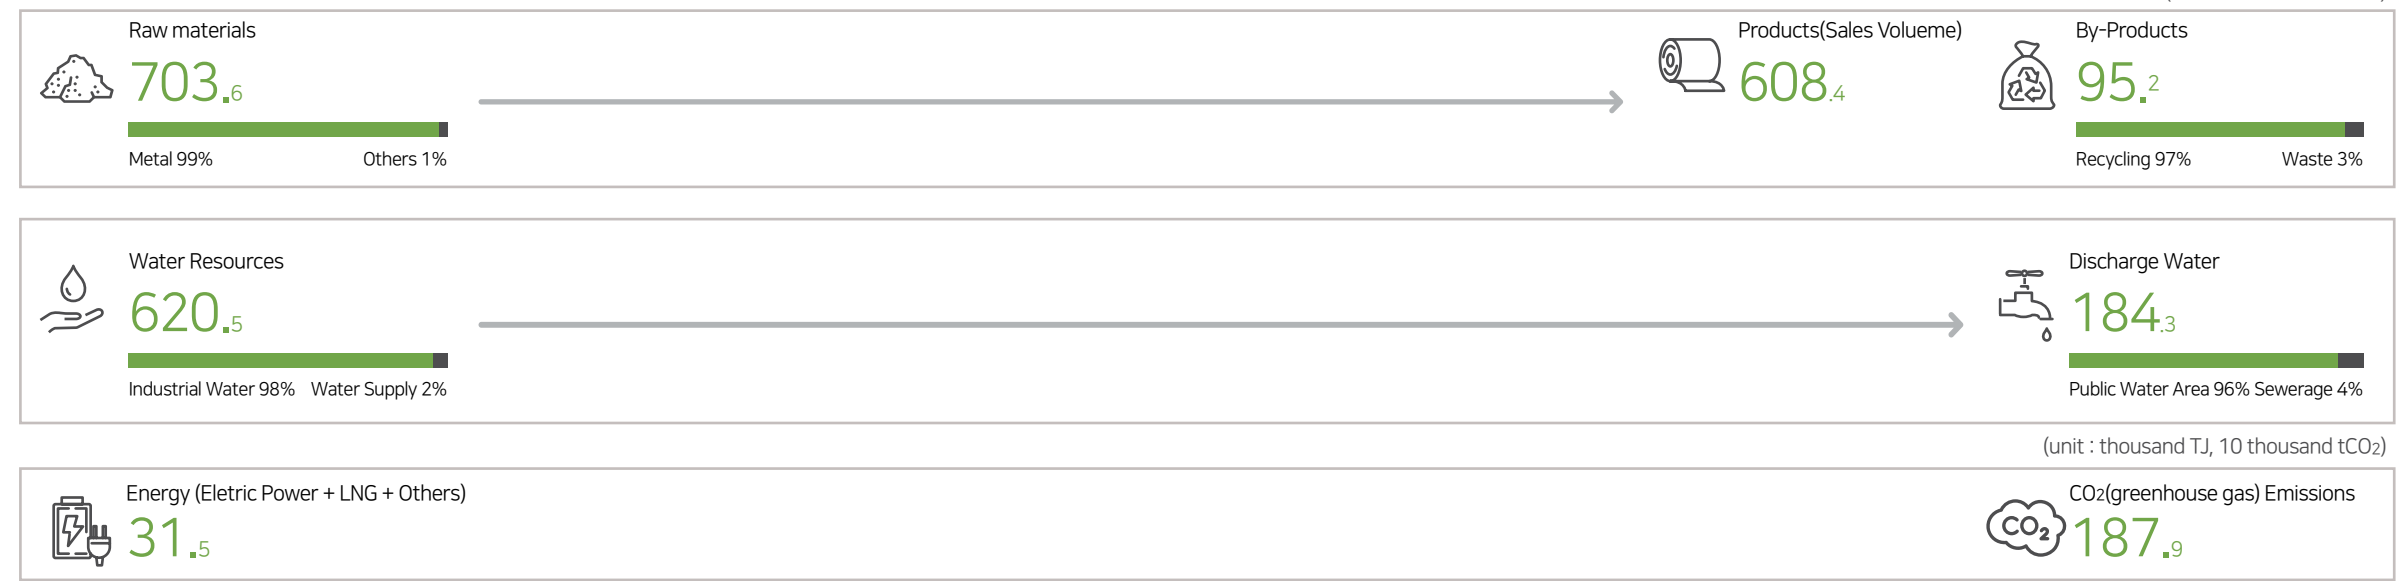 Raw materials
703.6
Metal 99% Others 1%
Products(Sales Volueme)
608.4
By-Products
95.2
Recycling 97% Waste 3%
Water Resources
620.5
Industrial Water 98% Water Supply 2%
Discharge Water
184.3
Public Water Area 96% Sewerage 4%
(unit : thousand TJ, 10 thousand tCO2)
Energy (Eletric Power + LNG + Others)
31.5
CO2(greenhouse gas) Emissions
CO2
187.9